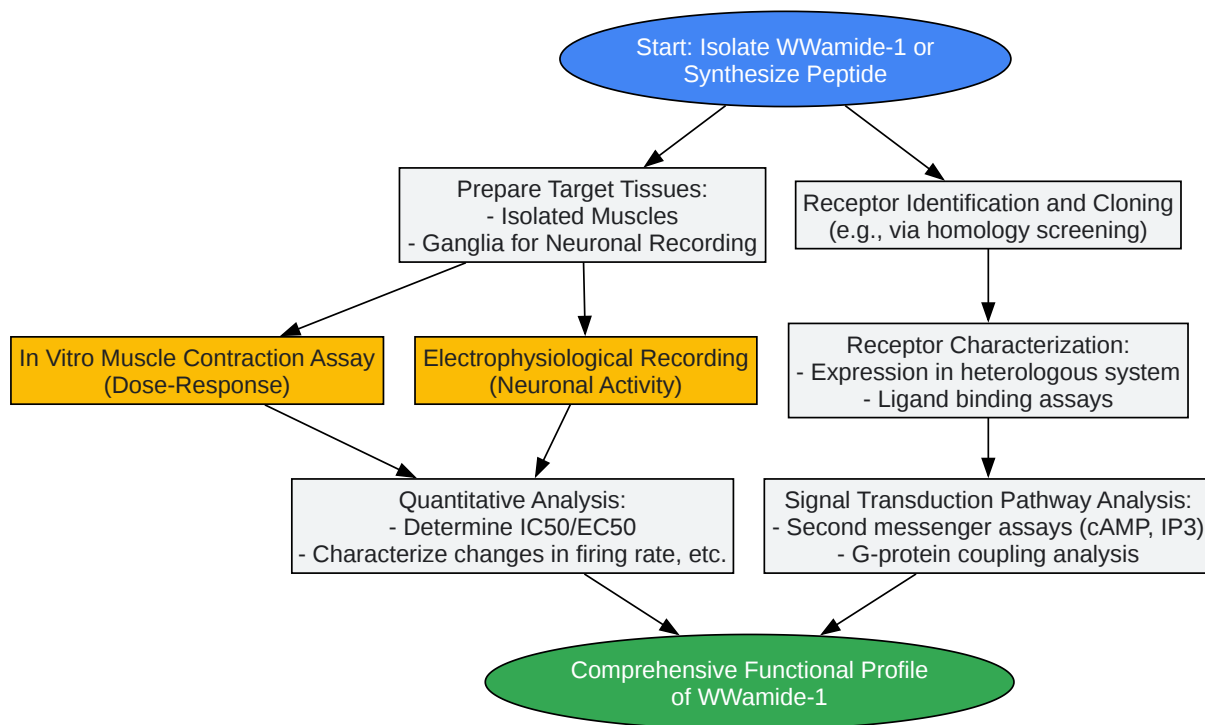 Start: Isolate WWamide-1 or
Synthesize Peptide
Prepare Target Tissues:
- Isolated Muscles
- Ganglia for Neuronal Recording
Receptor Identification and Cloning
(e.g., via homology screening)
In Vitro Muscle Contraction Assay
(Dose-Response)
Electrophysiological Recording
(Neuronal Activity)
Receptor Characterization:
- Expression in heterologous system
- Ligand binding assays
Quantitative Analysis:
- Determine IC50/EC50
- Characterize changes in firing rate, etc.
Signal Transduction Pathway Analysis:
- Second messenger assays (cAMP, IP3)
- G-protein coupling analysis
Comprehensive Functional Profile
of WWamide-1